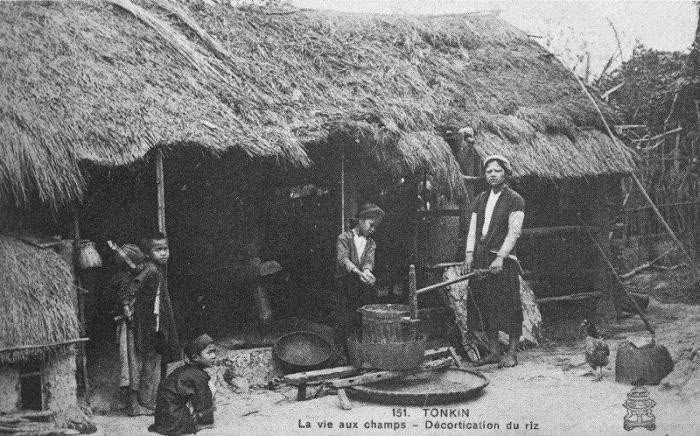 151. TONKIN
La vie aux champs - Décortication du riz